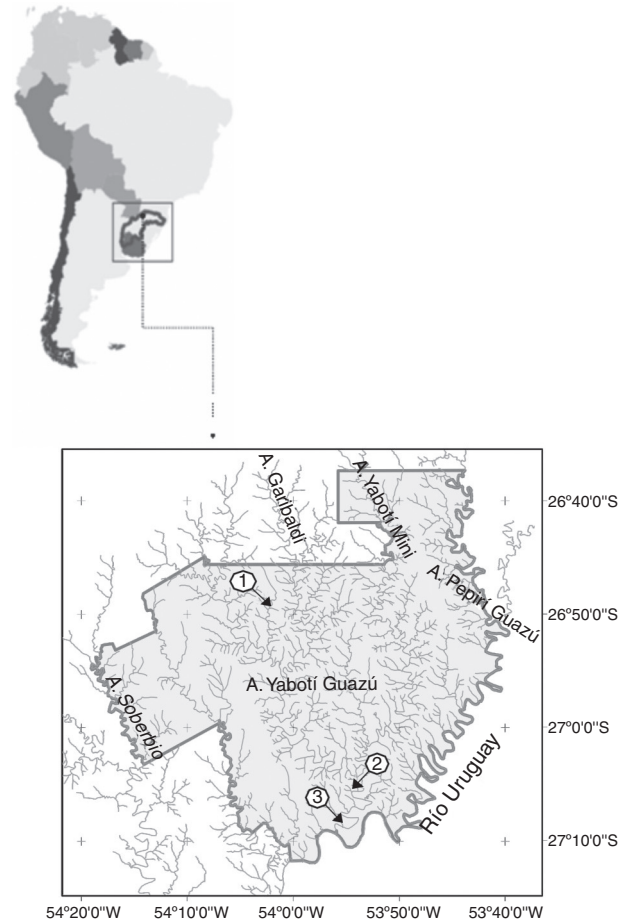 A. Garibaldi
A. Yabotí Mini
26°40'0''S
1
A. Pepirí Guazú
26°50'0''S
A. Yabotí Guazú
A. Soberbio
27°0'0''S
2
3
Río Uruguay
27°10'0''S
54°20'0''W 54°10'0''W 54°0'0''W 53°50'0''W 53°40'0''W